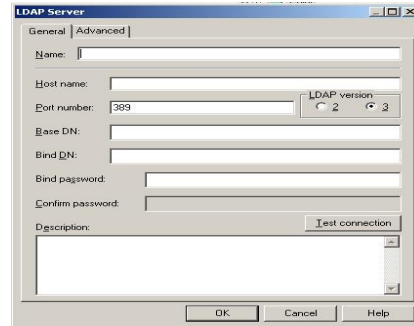 LDAP Server
General Advanced
Name:
Host name:
LDAP version
Port number: 389 2 3
Base DN:
Bind DN:
Bind password:
Confirm password:
Test connection
Description:
OK Cancel Help